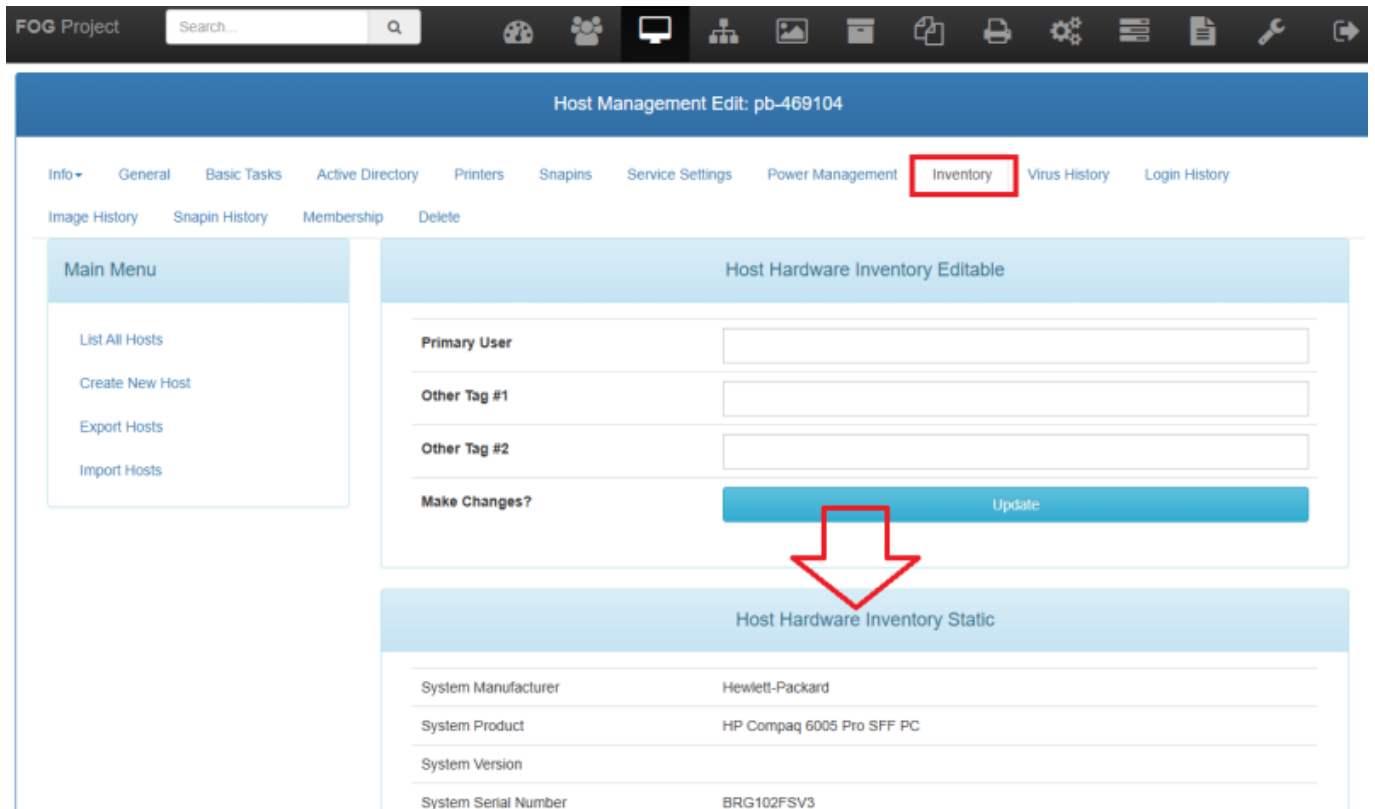 FOG Project Search...
Host Management Edit: pb-469104
Info General Basic Tasks Active Directory Printers Snapins Service Settings Power Management Inventory Virus History Login History
Image History Snapin History Membership Delete
Main Menu
List All Hosts
Create New Host
Export Hosts
Import Hosts
Host Hardware Inventory Editable
Primary User
Other Tag #1
Other Tag #2
Make Changes? Update
Host Hardware Inventory Static
System Manufacturer Hewlett-Packard
System Product HP Compaq 6005 Pro SFF PC
System Version
System Serial Number BRG102FSV3